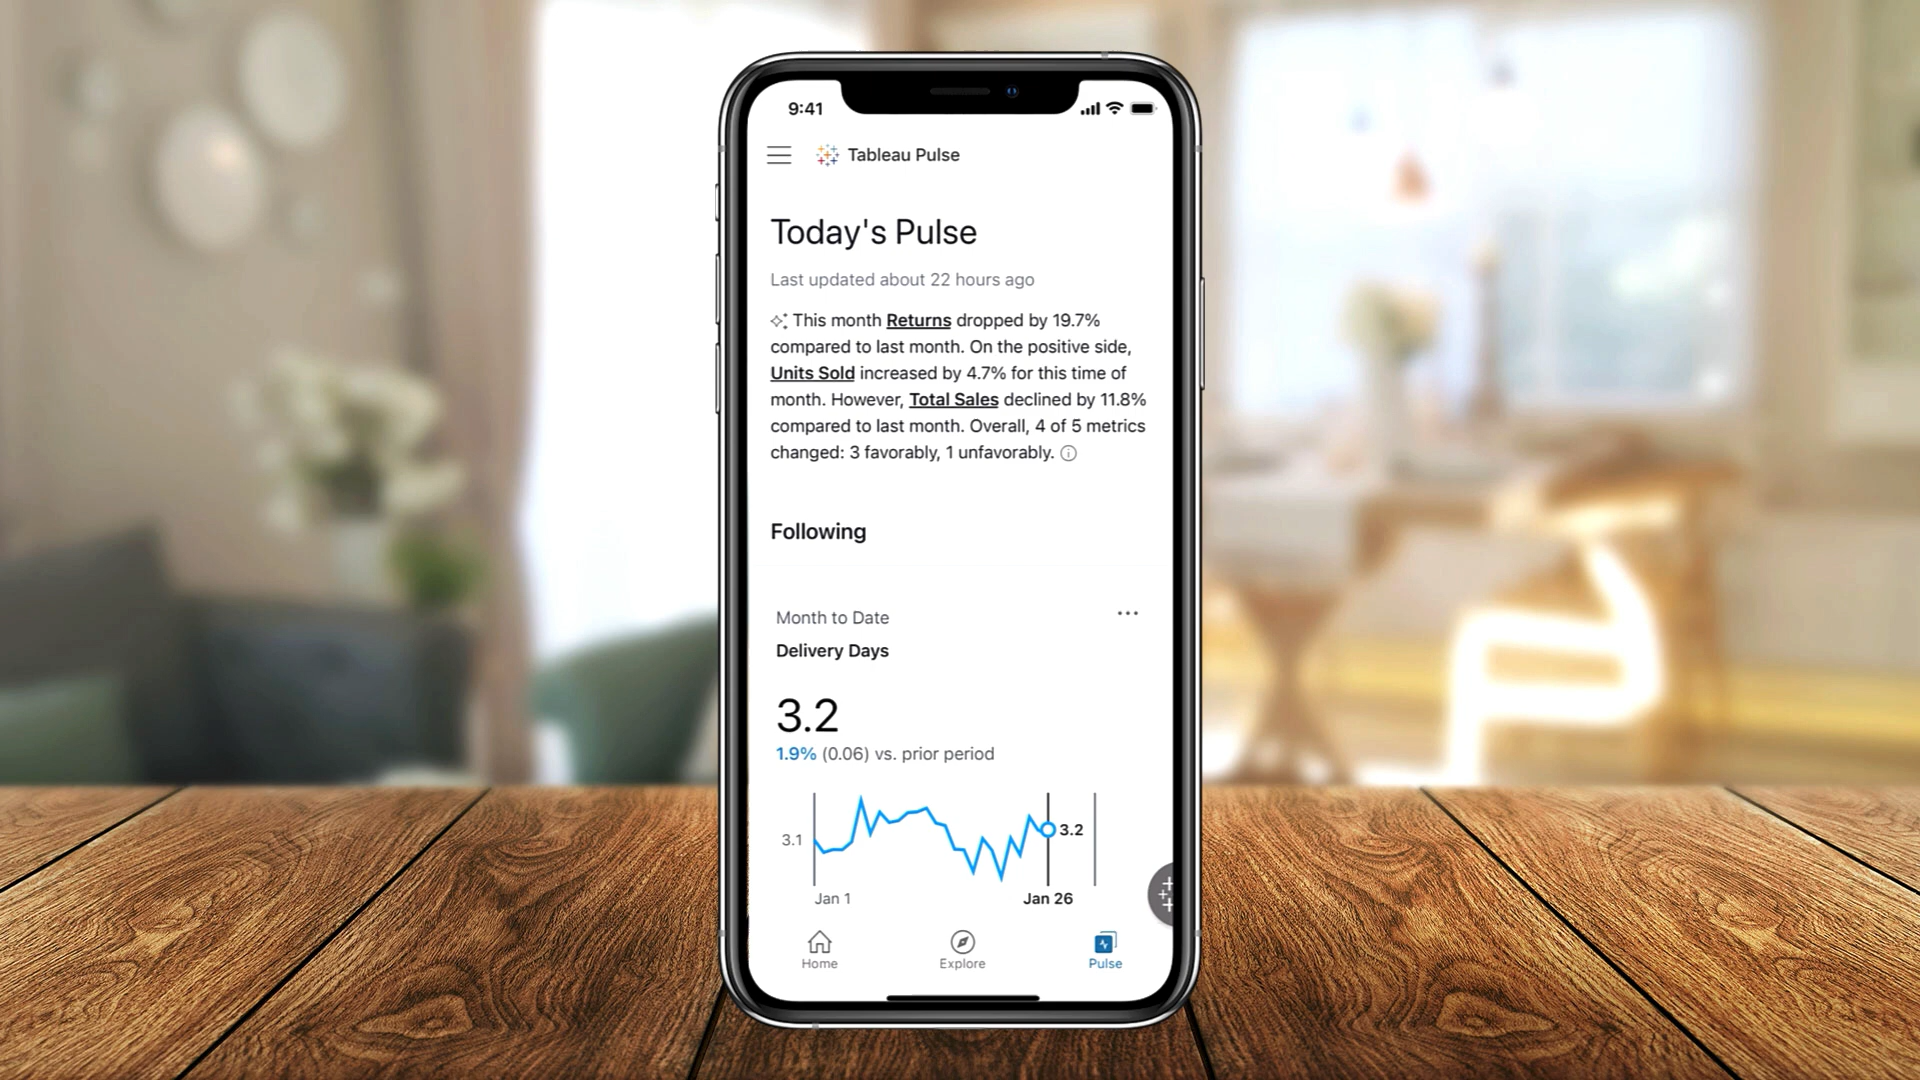 9:41
Tableau Pulse
Today's Pulse
Last updated about 22 hours ago
This month Returns dropped by 19.7%
compared to last month. On the positive side,
Units Sold increased by 4.7% for this time of
month. However, Total Sales declined by 11.8%
compared to last month. Overall, 4 of 5 metrics
changed: 3 favorably, 1 unfavorably.
Following
Month to Date
Delivery Days
3.2
1.9% (0.06) vs. prior period
3.1
3.2
Jan 1
Jan 26
Home
Explore
Pulse